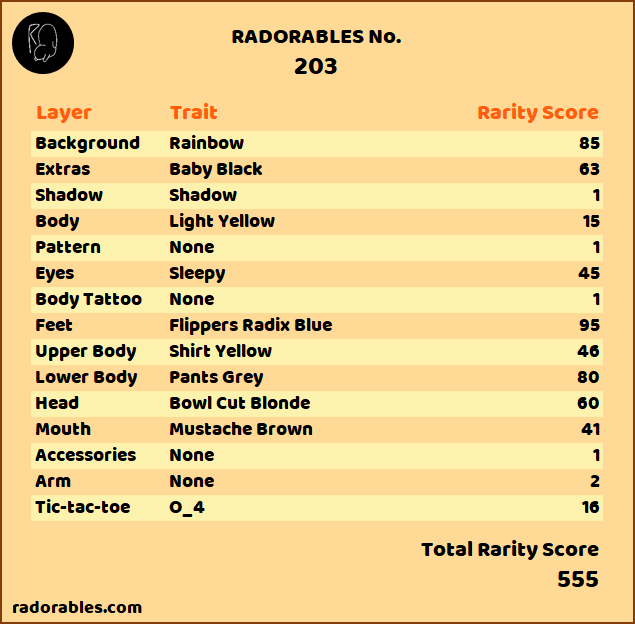 RADORABLES No.
203
Layer Trait Rarity Score
Background Rainbow 85
Extras Baby Black 63
Shadow Shadow 1
Body Light Yellow 15
Pattern None 1
Eyes Sleepy 45
Body Tattoo None 1
Feet Flippers Radix Blue 95
Upper Body Shirt Yellow 46
Lower Body Pants Grey 80
Head Bowl Cut Blonde 60
Mouth Mustache Brown 41
Accessories None 1
Arm None 2
Tic-tac-toe O_4 16
Total Rarity Score
555
radorables.com